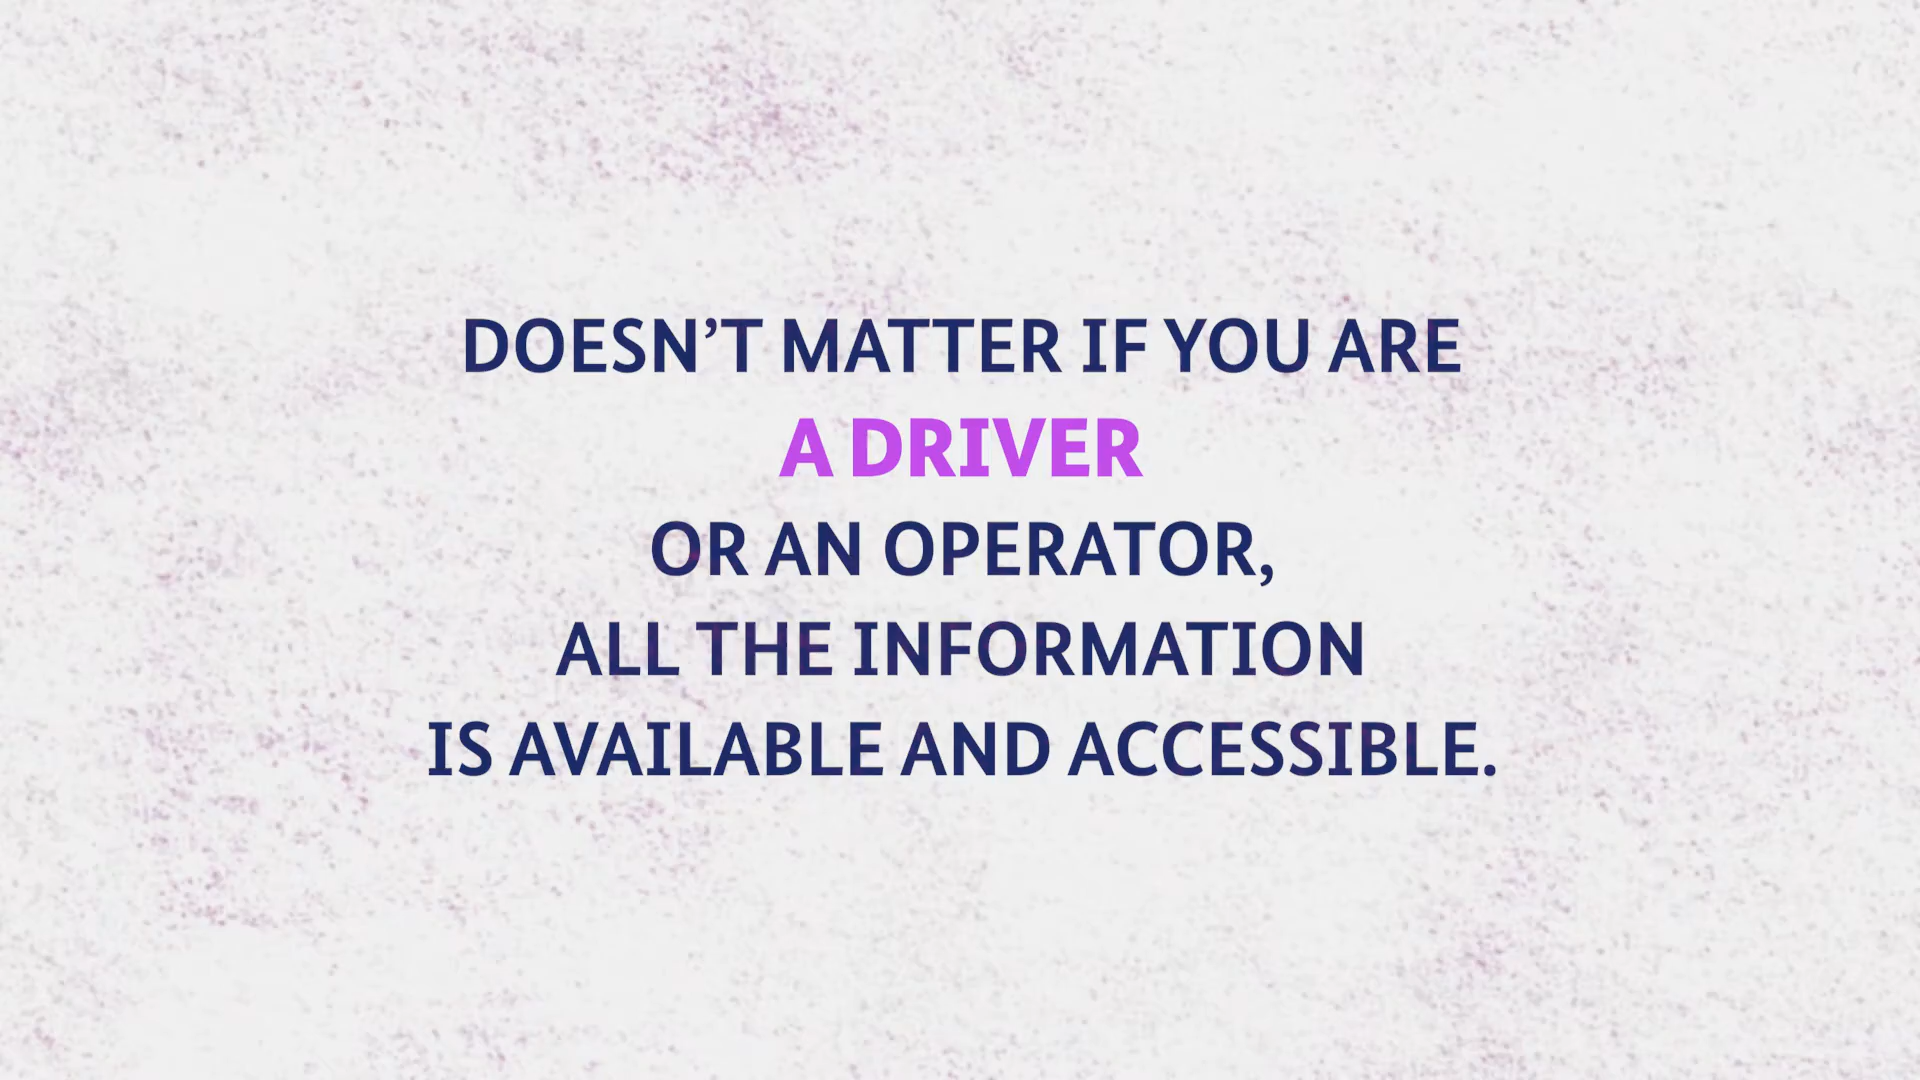 DOESN’T MATTER IF YOU ARE
A DRIVER
OR AN OPERATOR,
ALL THE INFORMATION
IS AVAILABLE AND ACCESSIBLE.